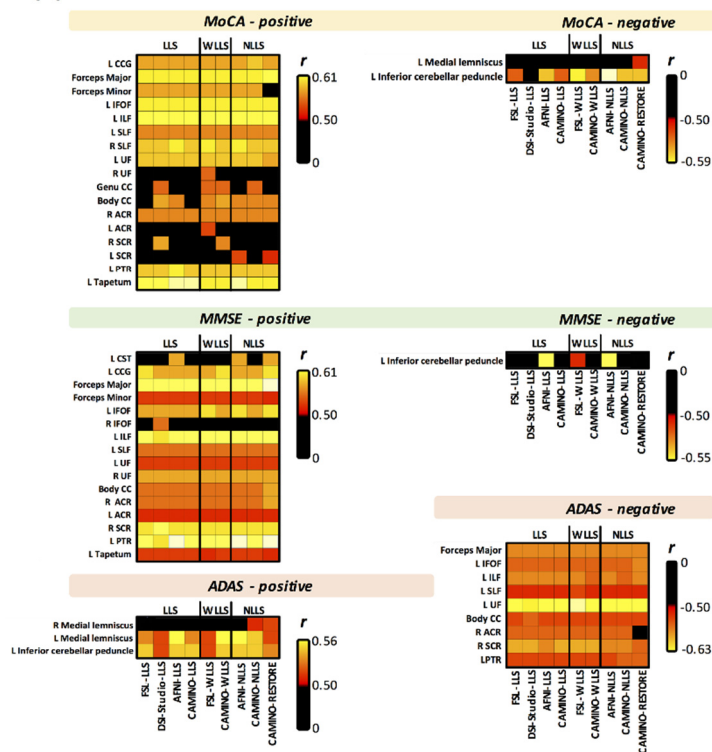 MoCA - positive
LLS
W LLS
NLLS
L CCG
Forceps Major
Forceps Minor
L IFOF
L ILF
L SLF
R SLF
L UF
R UF
Genu CC
Body CC
R ACR
L ACR
R SCR
L SCR
L PTR
L Tapetum
r
0.61
0.50
0
MoCA - negative
LLS
W LLS
NLLS
L Medial lemniscus
L Inferior cerebellar peduncle
FSL-LLS
DSI-Studio-LLS
AFNI-LLS
CAMINO-LLS
FSL-WLLS
CAMINO-WLLS
AFNI-NLLS
CAMINO-NLLS
CAMINO-RESTORE
r
0
-0.50
-0.59
MMSE - positive
LLS
W LLS
NLLS
L CST
L CCG
Forceps Major
Forceps Minor
L IFOF
R IFOF
L ILF
L SLF
L UF
R UF
Body CC
R ACR
L ACR
R SCR
L PTR
L Tapetum
r
0.61
0.50
0
MMSE - negative
LLS
W LLS
NLLS
L Inferior cerebellar peduncle
FSL-LLS
DSI-Studio-LLS
AFNI-LLS
CAMINO-LLS
FSL-WLLS
CAMINO-WLLS
AFNI-NLLS
CAMINO-NLLS
CAMINO-RESTORE
r
0
-0.50
-0.55
ADAS - positive
LLS
W LLS
NLLS
R Medial lemniscus
L Medial lemniscus
L Inferior cerebellar peduncle
FSL-LLS
DSI-Studio-LLS
AFNI-LLS
CAMINO-LLS
FSL-WLLS
CAMINO-WLLS
AFNI-NLLS
CAMINO-NLLS
CAMINO-RESTORE
r
0.56
0.50
0
ADAS - negative
LLS
W LLS
NLLS
Forceps Major
L IFOF
L ILF
L SLF
L UF
Body CC
R ACR
R SCR
LPTR
FSL-LLS
DSI-Studio-LLS
AFNI-LLS
CAMINO-LLS
FSL-WLLS
CAMINO-WLLS
AFNI-NLLS
CAMINO-NLLS
CAMINO-RESTORE
r
0
-0.50
-0.63